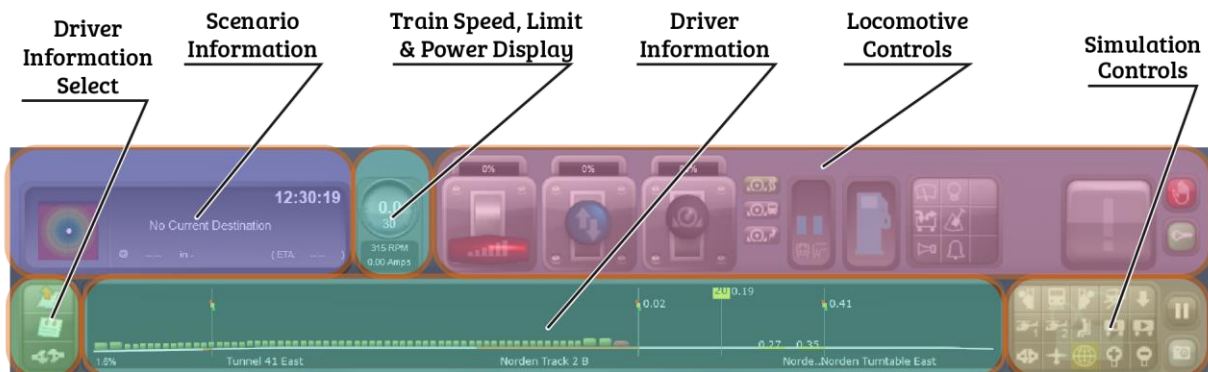 Driver
Information
Select
Scenario
Information
Train Speed, Limit
& Power Display
Driver
Information
Locomotive
Controls
Simulation
Controls
12:30:19
No Current Destination
@ --:-- in - (ETA: --:-- )
0.0
30
315 RPM
0.00 Amps
0%
0%
20 0.19
0.02
0.41
0.27
0.35
1.6%
Tunnel 41 East
Norden Track 2 B
Norde..Norden Turntable East
2